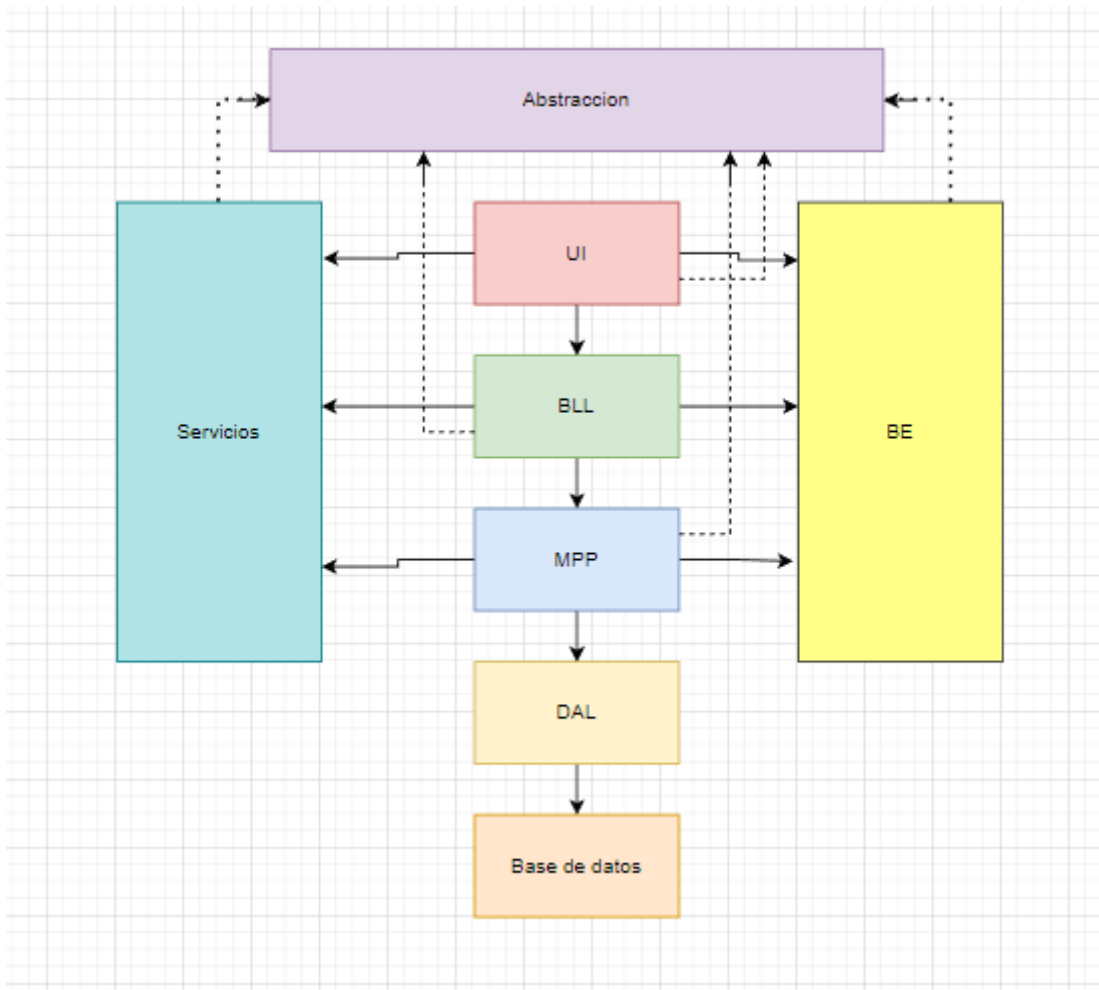 Abstraccion
UI
BLL
Servicios
BE
MPP
DAL
Base de datos